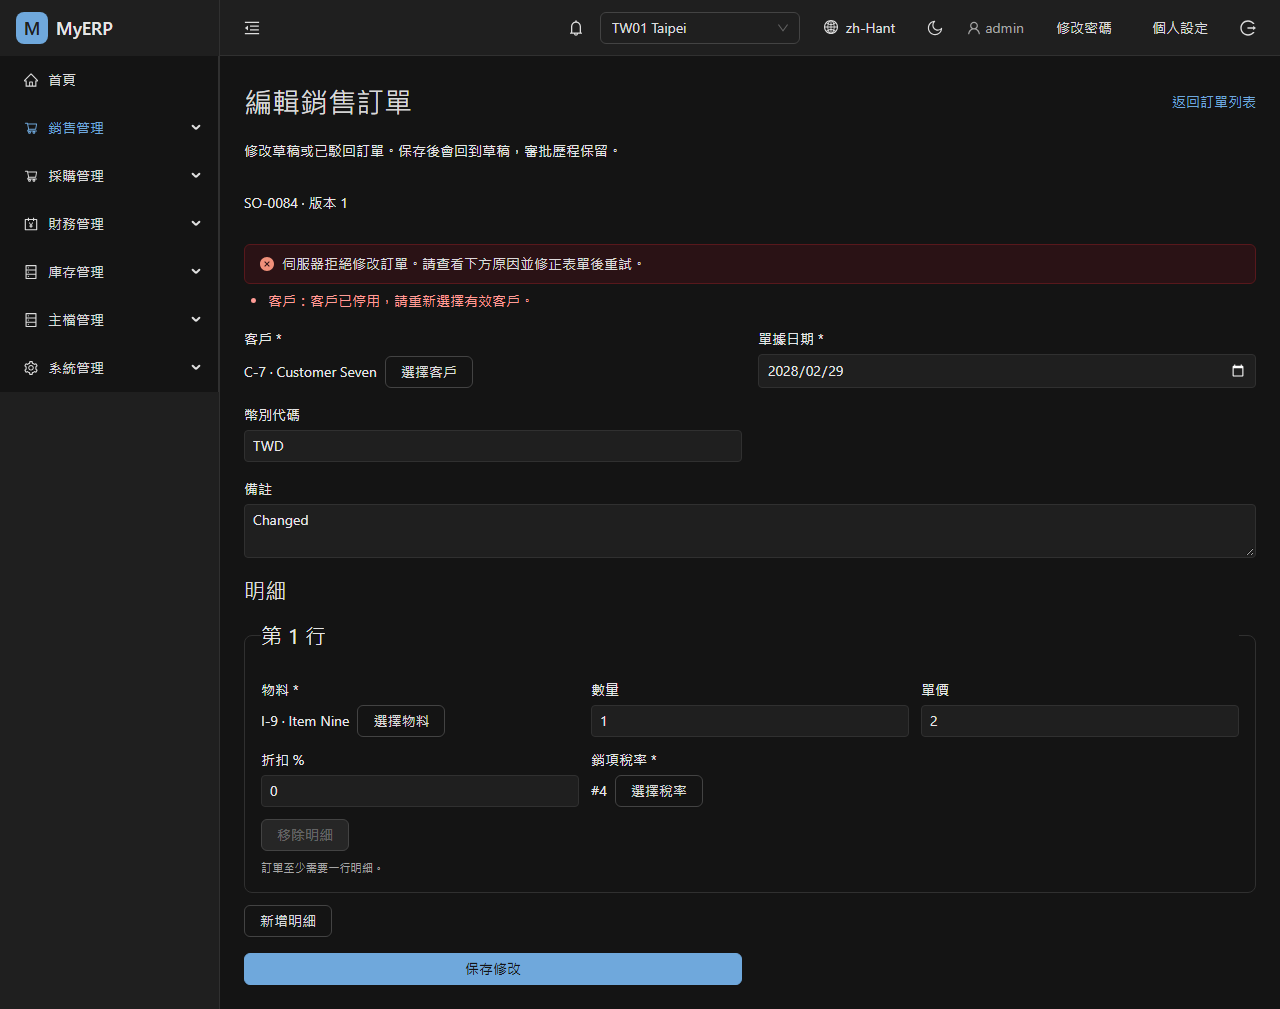 M MyERP
TW01 Taipei
zh-Hant
admin
修改密碼
個人設定
首頁
銷售管理
採購管理
財務管理
庫存管理
主檔管理
系統管理
編輯銷售訂單
返回訂單列表
修改草稿或已駁回訂單。保存後會回到草稿，審批歷程保留。
SO-0084 · 版本 1
伺服器拒絕修改訂單。請查看下方原因並修正表單後重試。
客戶：客戶已停用，請重新選擇有效客戶。
客戶 *
C-7 · Customer Seven
選擇客戶
單據日期 *
2028/02/29
幣別代碼
TWD
備註
Changed
明細
第 1 行
物料 *
I-9 · Item Nine
選擇物料
數量
1
單價
2
折扣 %
0
銷項稅率 *
#4
選擇稅率
移除明細
訂單至少需要一行明細。
新增明細
保存修改